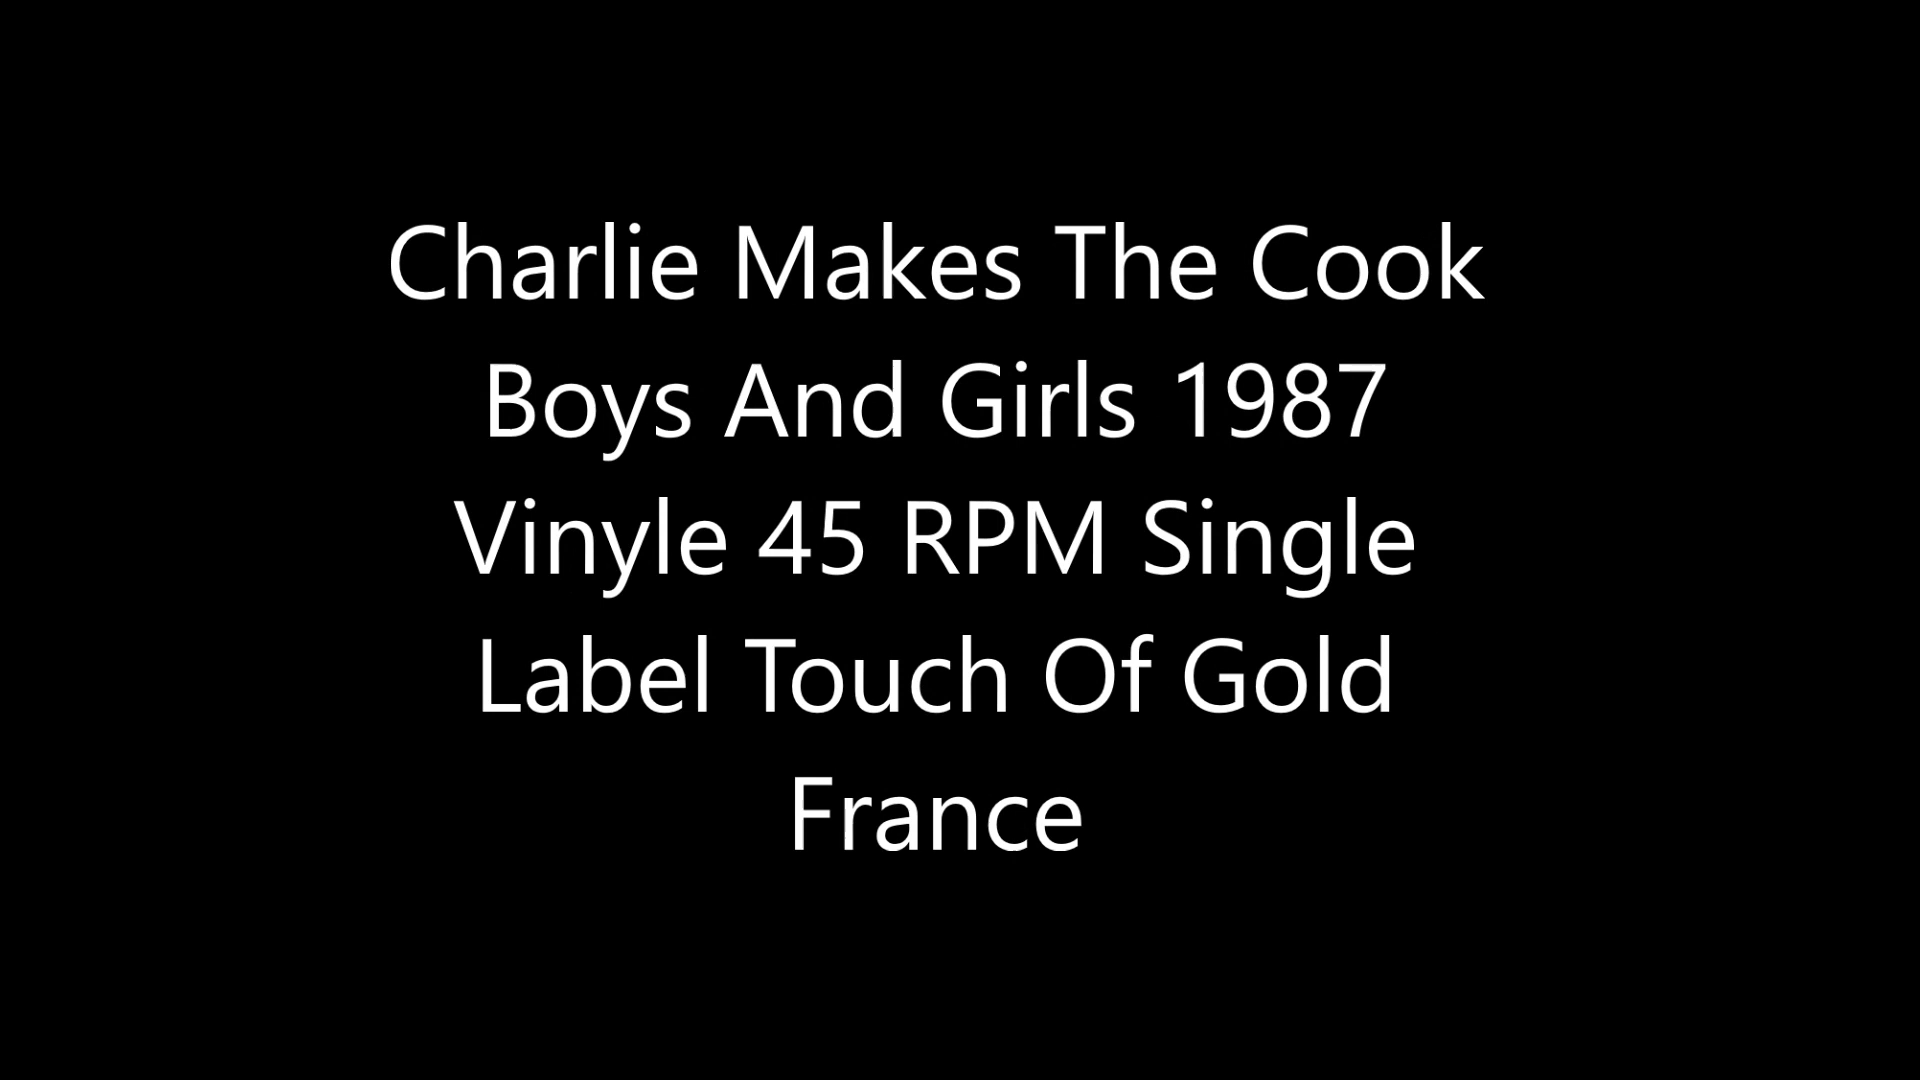 Charlie Makes The Cook
Boys And Girls 1987
Vinyle 45 RPM Single
Label Touch Of Gold
France